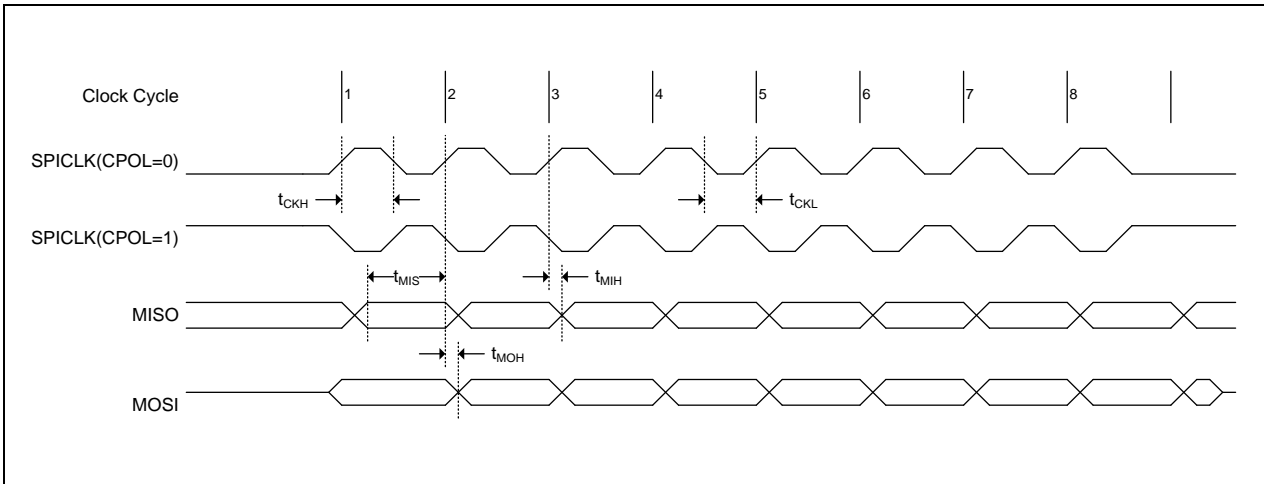 Clock Cycle
1 2 3 4 5 6 7 8
SPICLK(CPOL=0)
tCKH tCKL
SPICLK(CPOL=1)
tMIS tMIH
MISO
tMOH
MOSI